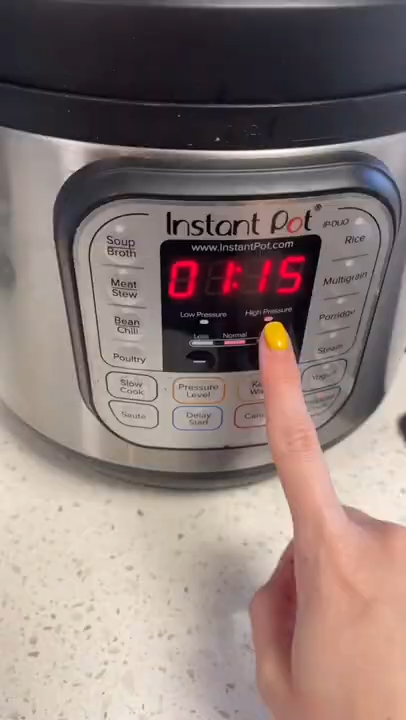 Instant Pot®
IP-DUO
www.InstantPot.com
01:15
Low Pressure
High Pressure
Less
Normal
Soup
Broth
Meat
Stew
Bean
Chili
Poultry
Slow
Cook
Sauté
Pressure
Level
Delay
Start
Rice
Multigrain
Porridge
Steam